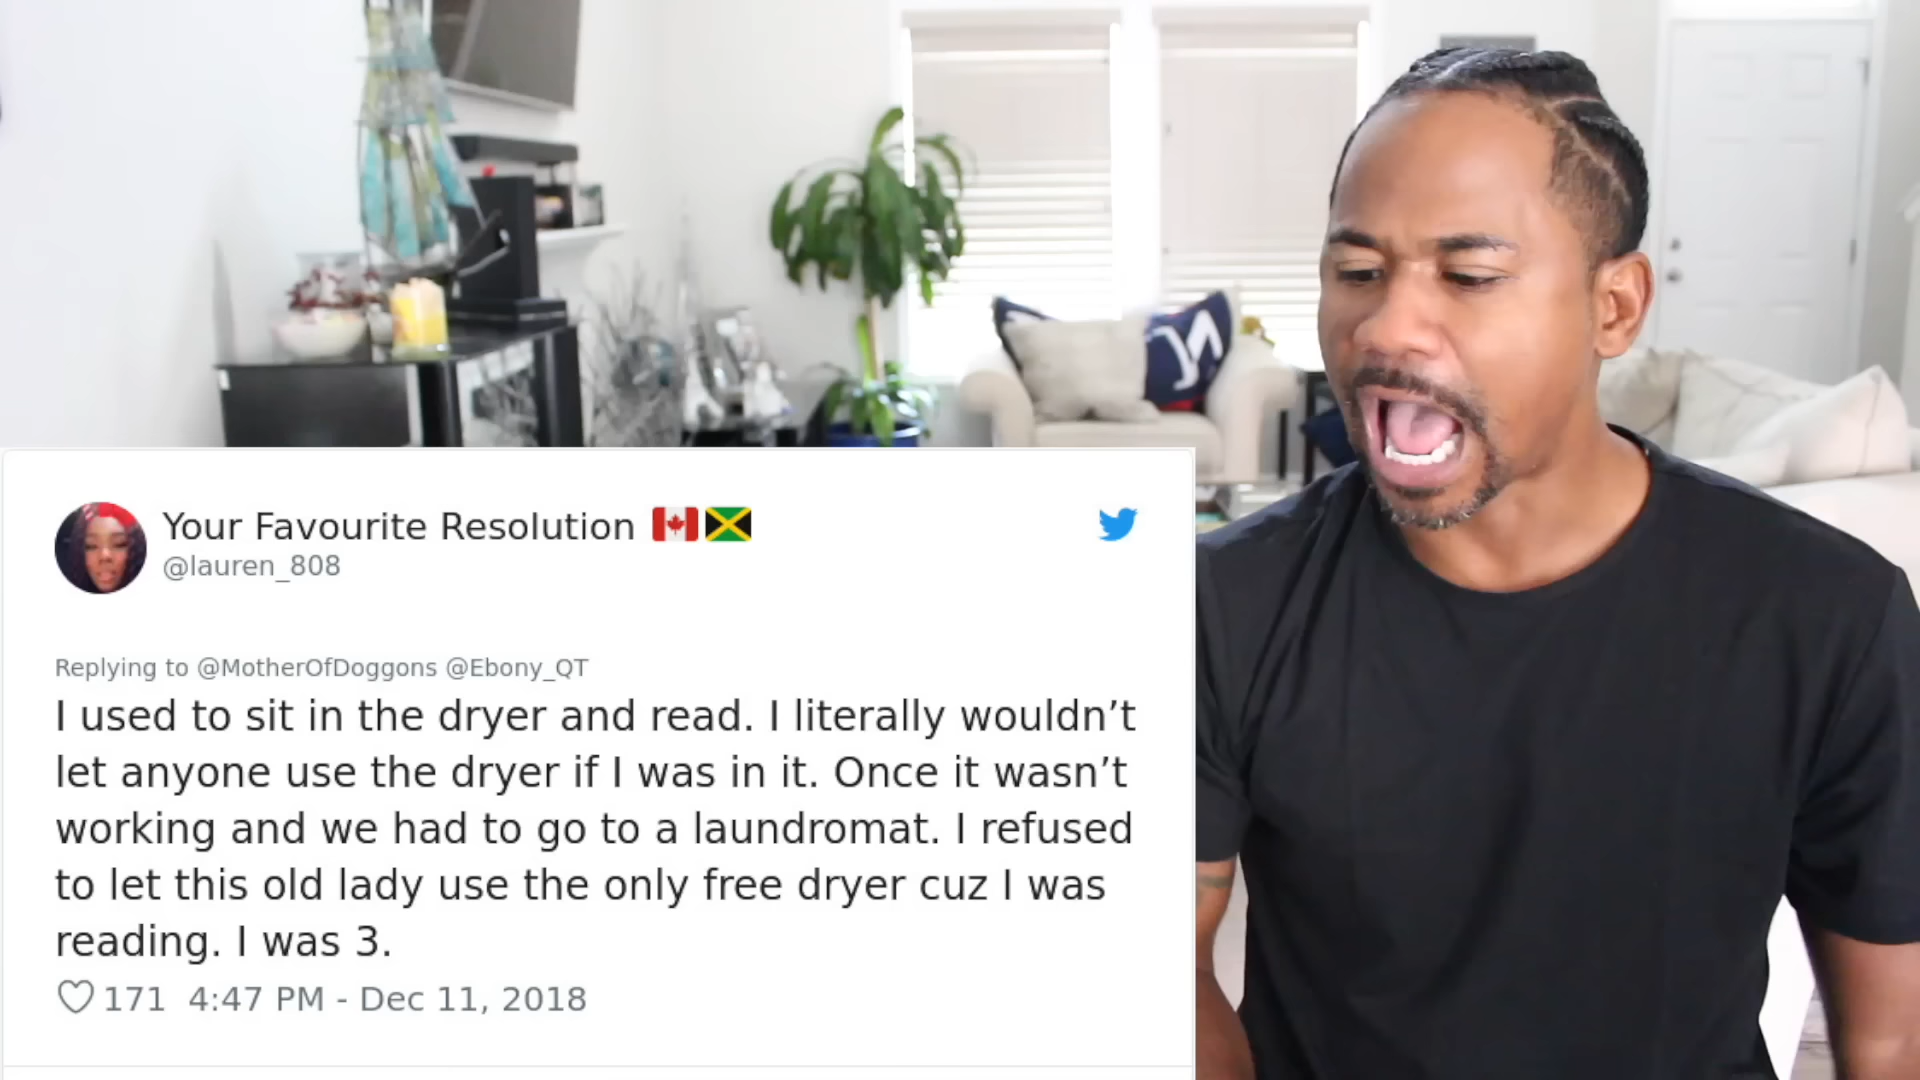 Your Favourite Resolution
@lauren_808
Replying to @MotherOfDoggons @Ebony_QT
I used to sit in the dryer and read. I literally wouldn’t
let anyone use the dryer if I was in it. Once it wasn’t
working and we had to go to a laundromat. I refused
to let this old lady use the only free dryer cuz I was
reading. I was 3.
171 4:47 PM - Dec 11, 2018